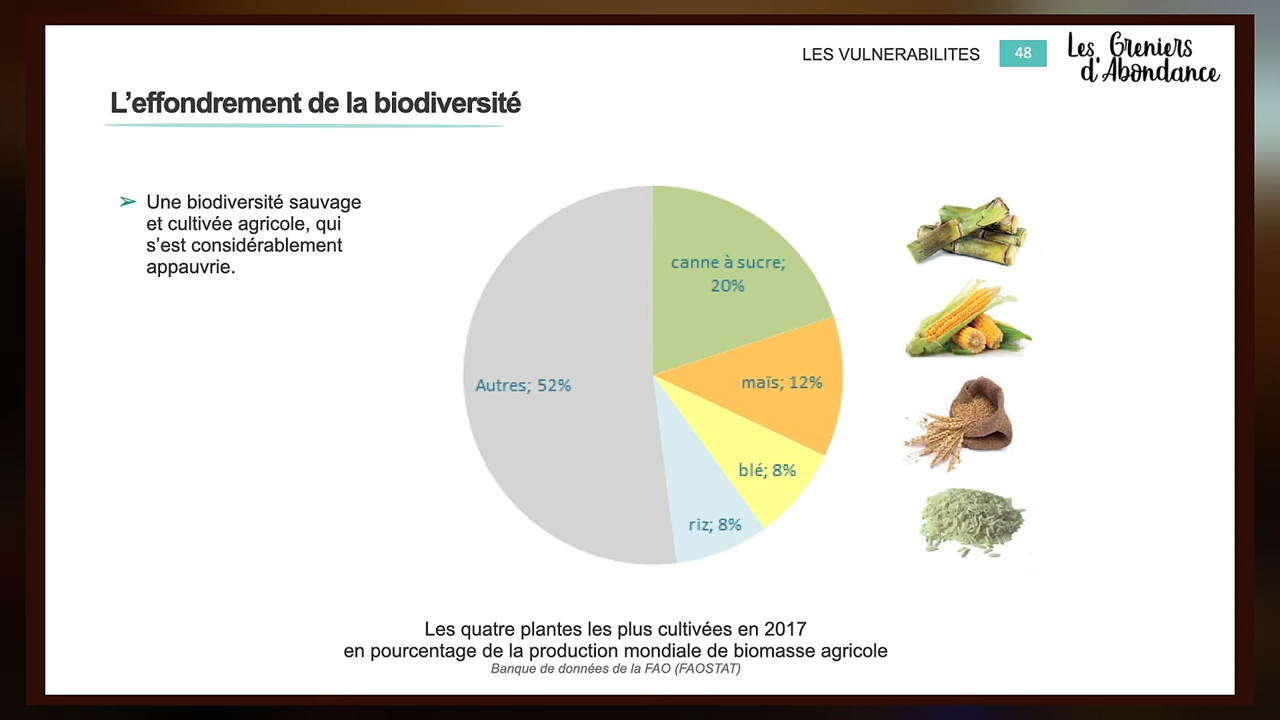 LES VULNERABILITES
48
Les Greniers
d'Abondance
L’effondrement de la biodiversité
➢ Une biodiversité sauvage
et cultivée agricole, qui
s’est considérablement
appauvrie.
canne à sucre;
20%
maïs; 12%
blé; 8%
riz; 8%
Autres; 52%
Les quatre plantes les plus cultivées en 2017
en pourcentage de la production mondiale de biomasse agricole
Banque de données de la FAO (FAOSTAT)